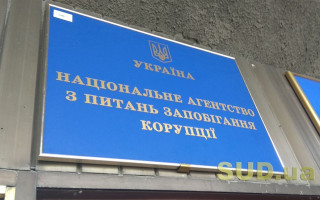 УКРАЇНА
НАЦІОНАЛЬНЕ АГЕНТСТВО
З ПИТАНЬ ЗАПОБІГАННЯ
КОРУПЦІЇ
SUD.ua